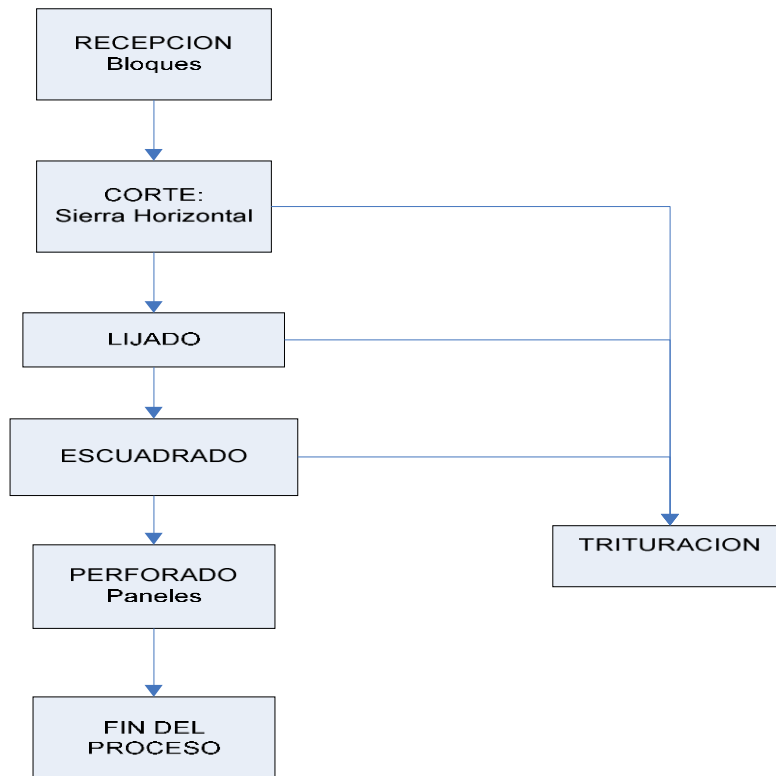 RECEPCION
Bloques
CORTE:
Sierra Horizontal
LIJADO
ESCUADRADO
PERFORADO
Paneles
TRITURACION
FIN DEL
PROCESO